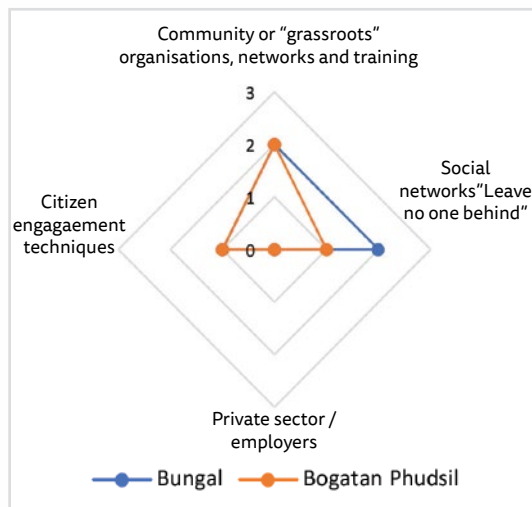 Community or “grassroots”
organisations, networks and training
3
2
1
0
Social
networks“Leave
no one behind”
Citizen
engagaement
techniques
Private sector /
employers
Bungal
Bogatan Phudsil